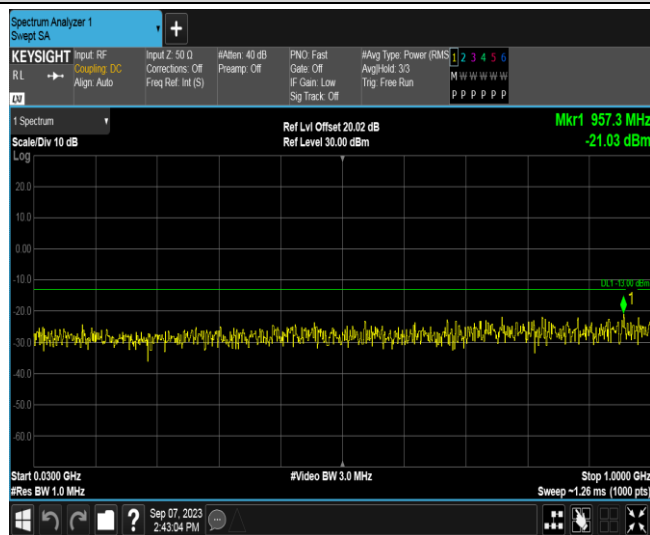 Spectrum Analyzer 1
Swept SA
+
KEYSIGHT
RL
LXI
Input: RF
Coupling: DC
Align: Auto
Input Z: 50 Ω
Corrections: Off
Freq Ref: Int (S)
#Atten: 40 dB
Preamp: Off
PNO: Fast
Gate: Off
IF Gain: Low
Sig Track: Off
#Avg Type: Power (RMS
Avg|Hold: 3/3
Trig: Free Run
1 2 3 4 5 6
M W W W W W
P P P P P P
1 Spectrum
Scale/Div 10 dB
Log
Ref Lvl Offset 20.02 dB
Ref Level 30.00 dBm
Mkr1 957.3 MHz
-21.03 dBm
20.0
10.0
0.00
-10.0
DL1 -13.00 dBm
1
-20.0
-30.0
-40.0
-50.0
-60.0
Start 0.0300 GHz
#Res BW 1.0 MHz
#Video BW 3.0 MHz
Stop 1.0000 GHz
Sweep ~1.26 ms (1000 pts)
?
Sep 07, 2023
2:43:04 PM